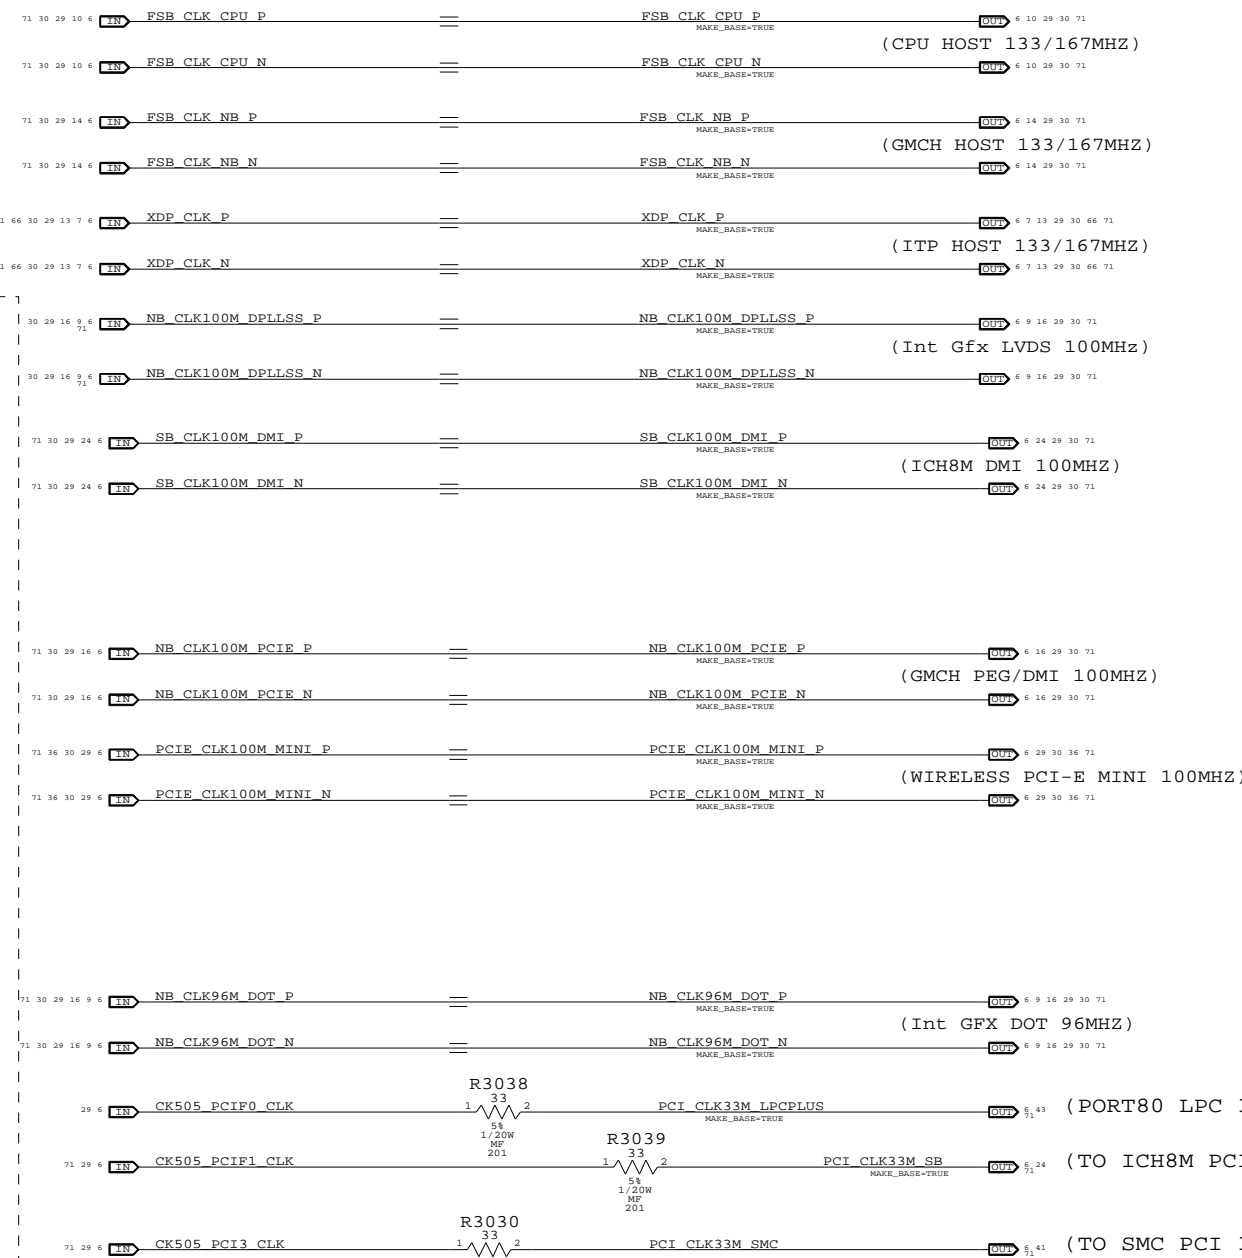 71 30 29 10 6 IN FSB_CLK_CPU_P FSB_CLK_CPU_P OUT 6 10 29 30 71
MAKE_BASE=TRUE
(CPU HOST 133/167MHZ)
71 30 29 10 6 IN FSB_CLK_CPU_N FSB_CLK_CPU_N OUT 6 10 29 30 71
MAKE_BASE=TRUE
71 30 29 14 6 IN FSB_CLK_NB_P FSB_CLK_NB_P OUT 6 14 29 30 71
MAKE_BASE=TRUE
(GMCH HOST 133/167MHZ)
71 30 29 14 6 IN FSB_CLK_NB_N FSB_CLK_NB_N OUT 6 14 29 30 71
MAKE_BASE=TRUE
1 66 30 29 13 7 6 IN XDP_CLK_P XDP_CLK_P OUT 6 7 13 29 30 66 71
MAKE_BASE=TRUE
(ITP HOST 133/167MHZ)
1 66 30 29 13 7 6 IN XDP_CLK_N XDP_CLK_N OUT 6 7 13 29 30 66 71
MAKE_BASE=TRUE
30 29 16 9 6 IN NB_CLK100M_DPLLSS_P NB_CLK100M_DPLLSS_P OUT 6 9 16 29 30 71
71 MAKE_BASE=TRUE
(Int Gfx LVDS 100MHz)
30 29 16 9 6 IN NB_CLK100M_DPLLSS_N NB_CLK100M_DPLLSS_N OUT 6 9 16 29 30 71
71 MAKE_BASE=TRUE
71 30 29 24 6 IN SB_CLK100M_DMI_P SB_CLK100M_DMI_P OUT 6 24 29 30 71
MAKE_BASE=TRUE
(ICH8M DMI 100MHZ)
71 30 29 24 6 IN SB_CLK100M_DMI_N SB_CLK100M_DMI_N OUT 6 24 29 30 71
MAKE_BASE=TRUE
71 30 29 16 6 IN NB_CLK100M_PCIE_P NB_CLK100M_PCIE_P OUT 6 16 29 30 71
MAKE_BASE=TRUE
(GMCH PEG/DMI 100MHZ)
71 30 29 16 6 IN NB_CLK100M_PCIE_N NB_CLK100M_PCIE_N OUT 6 16 29 30 71
MAKE_BASE=TRUE
71 36 30 29 6 IN PCIE_CLK100M_MINI_P PCIE_CLK100M_MINI_P OUT 6 29 30 36 71
MAKE_BASE=TRUE
(WIRELESS PCI-E MINI 100MHZ)
71 36 30 29 6 IN PCIE_CLK100M_MINI_N PCIE_CLK100M_MINI_N OUT 6 29 30 36 71
MAKE_BASE=TRUE
71 30 29 16 9 6 IN NB_CLK96M_DOT_P NB_CLK96M_DOT_P OUT 6 9 16 29 30 71
MAKE_BASE=TRUE
(Int GFX DOT 96MHZ)
71 30 29 16 9 6 IN NB_CLK96M_DOT_N NB_CLK96M_DOT_N OUT 6 9 16 29 30 71
MAKE_BASE=TRUE
R3038
33
29 6 IN CK505_PCIF0_CLK 1 2 PCI_CLK33M_LPCPLUS OUT 6 43 (PORT80 LPC
71
MAKE_BASE=TRUE
5%
1/20W
MF
201
R3039
33
71 29 6 IN CK505_PCIF1_CLK 1 2 PCI_CLK33M_SB OUT 6 24 (TO ICH8M PCI
71
MAKE_BASE=TRUE
5%
1/20W
MF
201
R3030
33
71 29 6 IN CK505_PCI3_CLK 1 2 PCI_CLK33M_SMC OUT 6 41 (TO SMC PCI
71